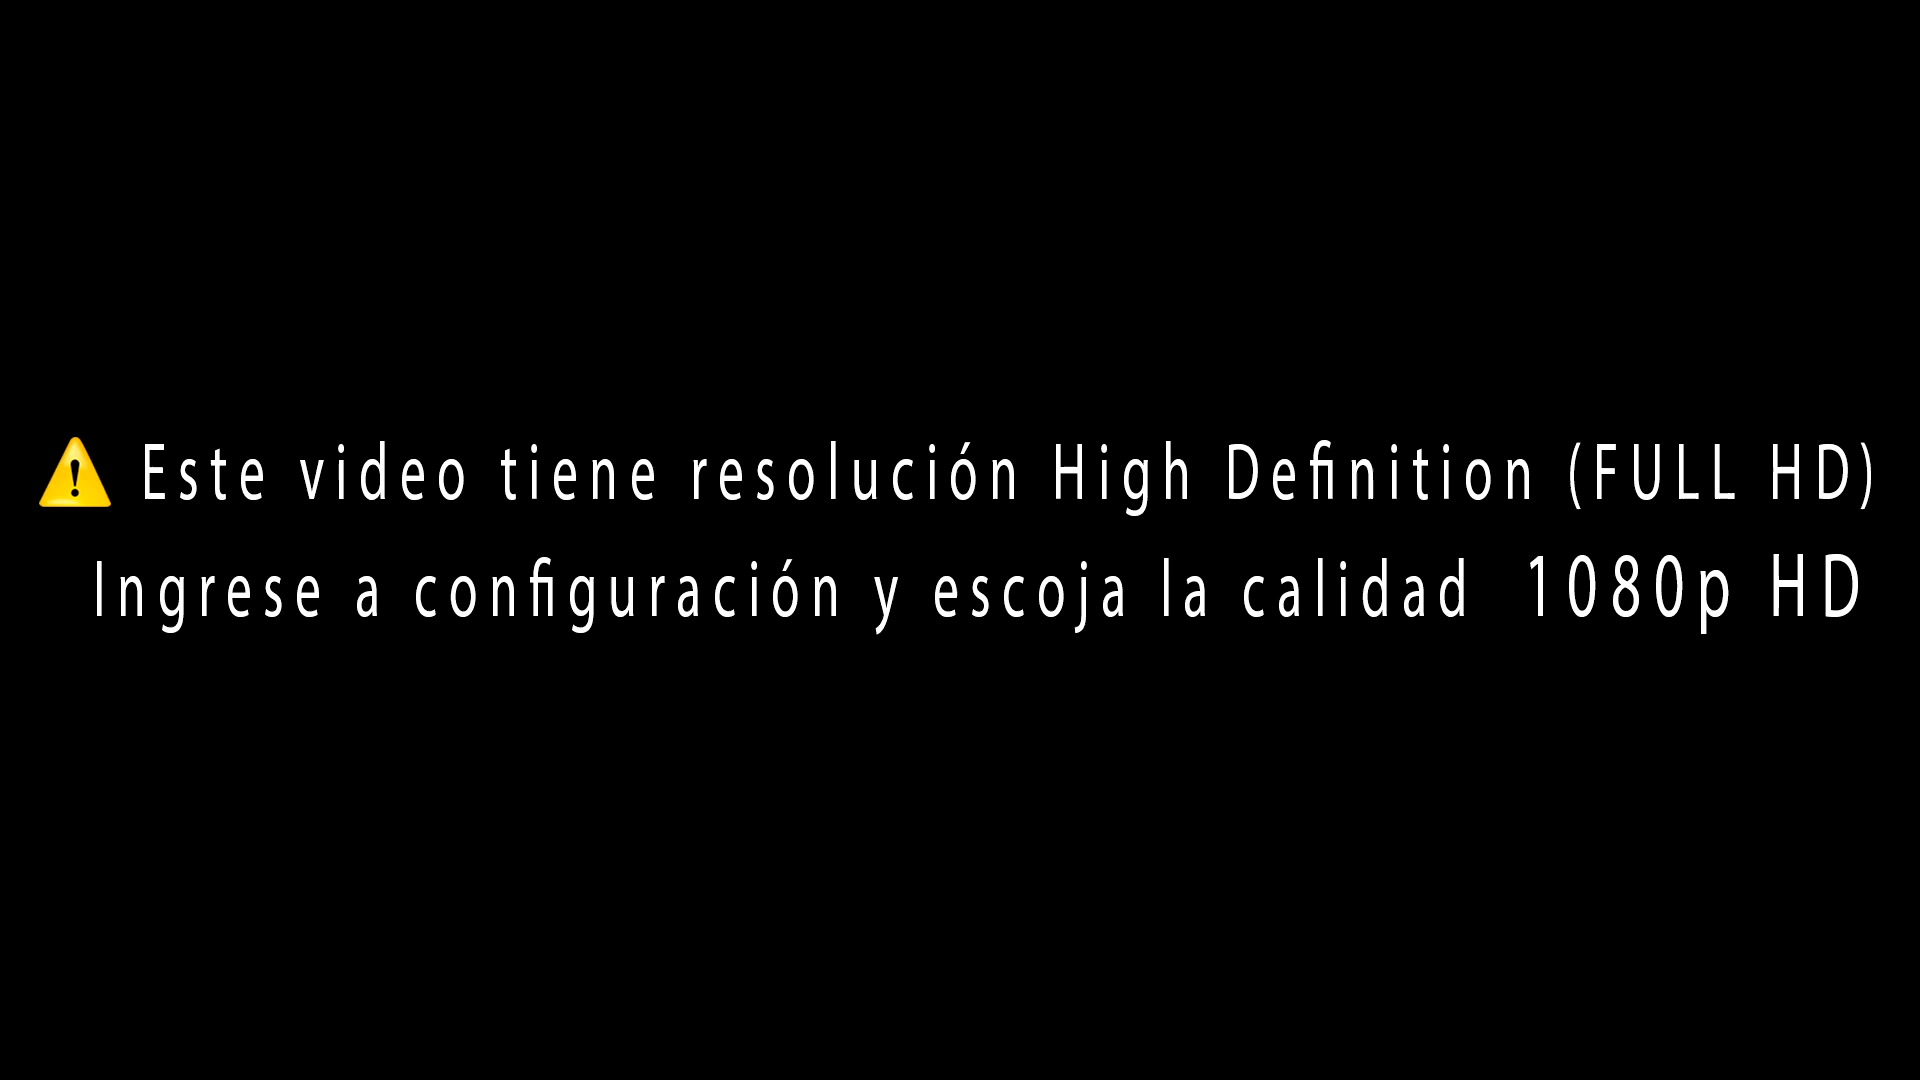 ⚠ Este video tiene resolución High Definition (FULL HD)
Ingrese a configuración y escoja la calidad 1080p HD